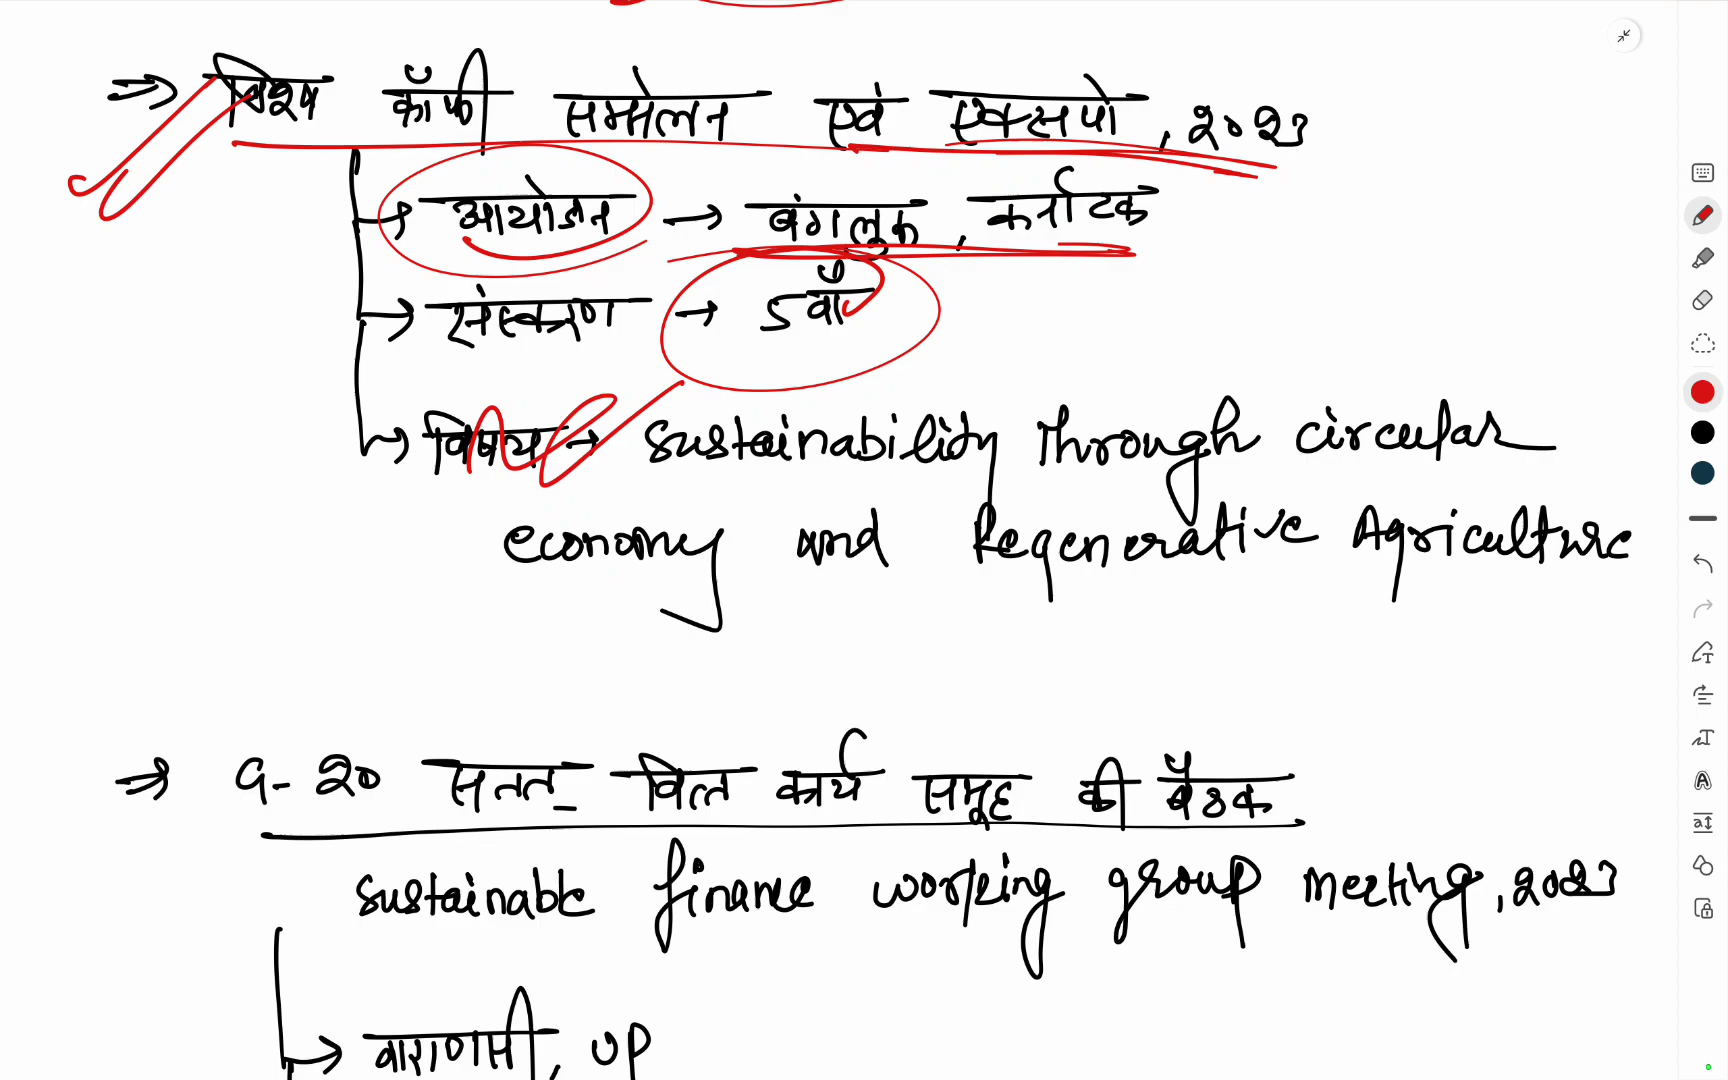 ⇒ विश्व कॉफी सम्मेलन एवं एक्सपो, 2023
→ आयोजन → बंगलुरू, कर्नाटक
→ संस्करण → 5 वाँ
→ विषय → sustainability through circular
economy and Regenerative Agriculture
⇒ G-20 सतत वित्त कार्य समूह की बैठक
sustainable finance working group meeting, 2023
→ वाराणसी, UP